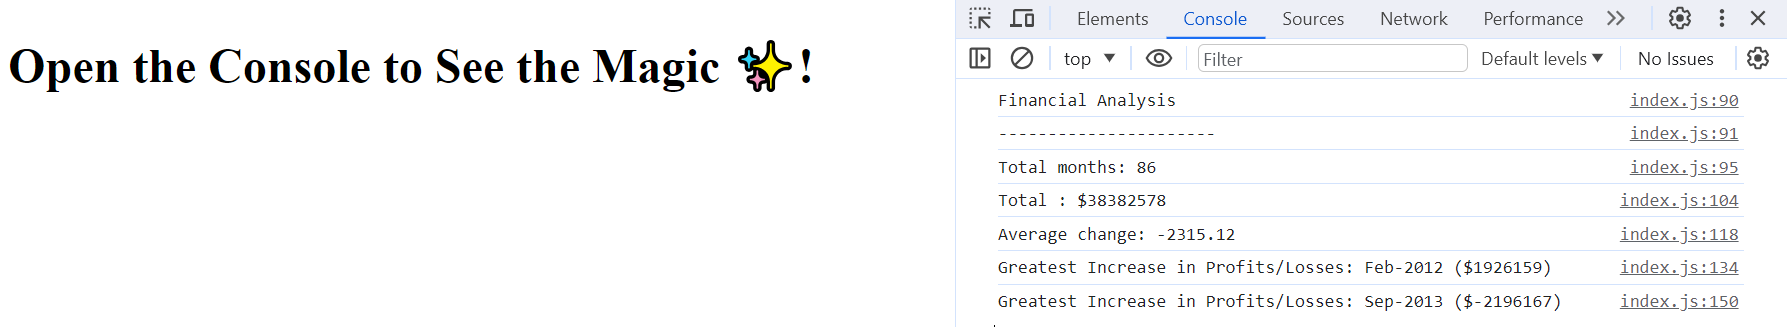 Open the Console to See the Magic ✨!
Elements Console Sources Network Performance
top ▼ Filter Default levels ▼ No Issues
Financial Analysis index.js:90
---------------------- index.js:91
Total months: 86 index.js:95
Total : $38382578 index.js:104
Average change: -2315.12 index.js:118
Greatest Increase in Profits/Losses: Feb-2012 ($1926159) index.js:134
Greatest Increase in Profits/Losses: Sep-2013 ($-2196167) index.js:150